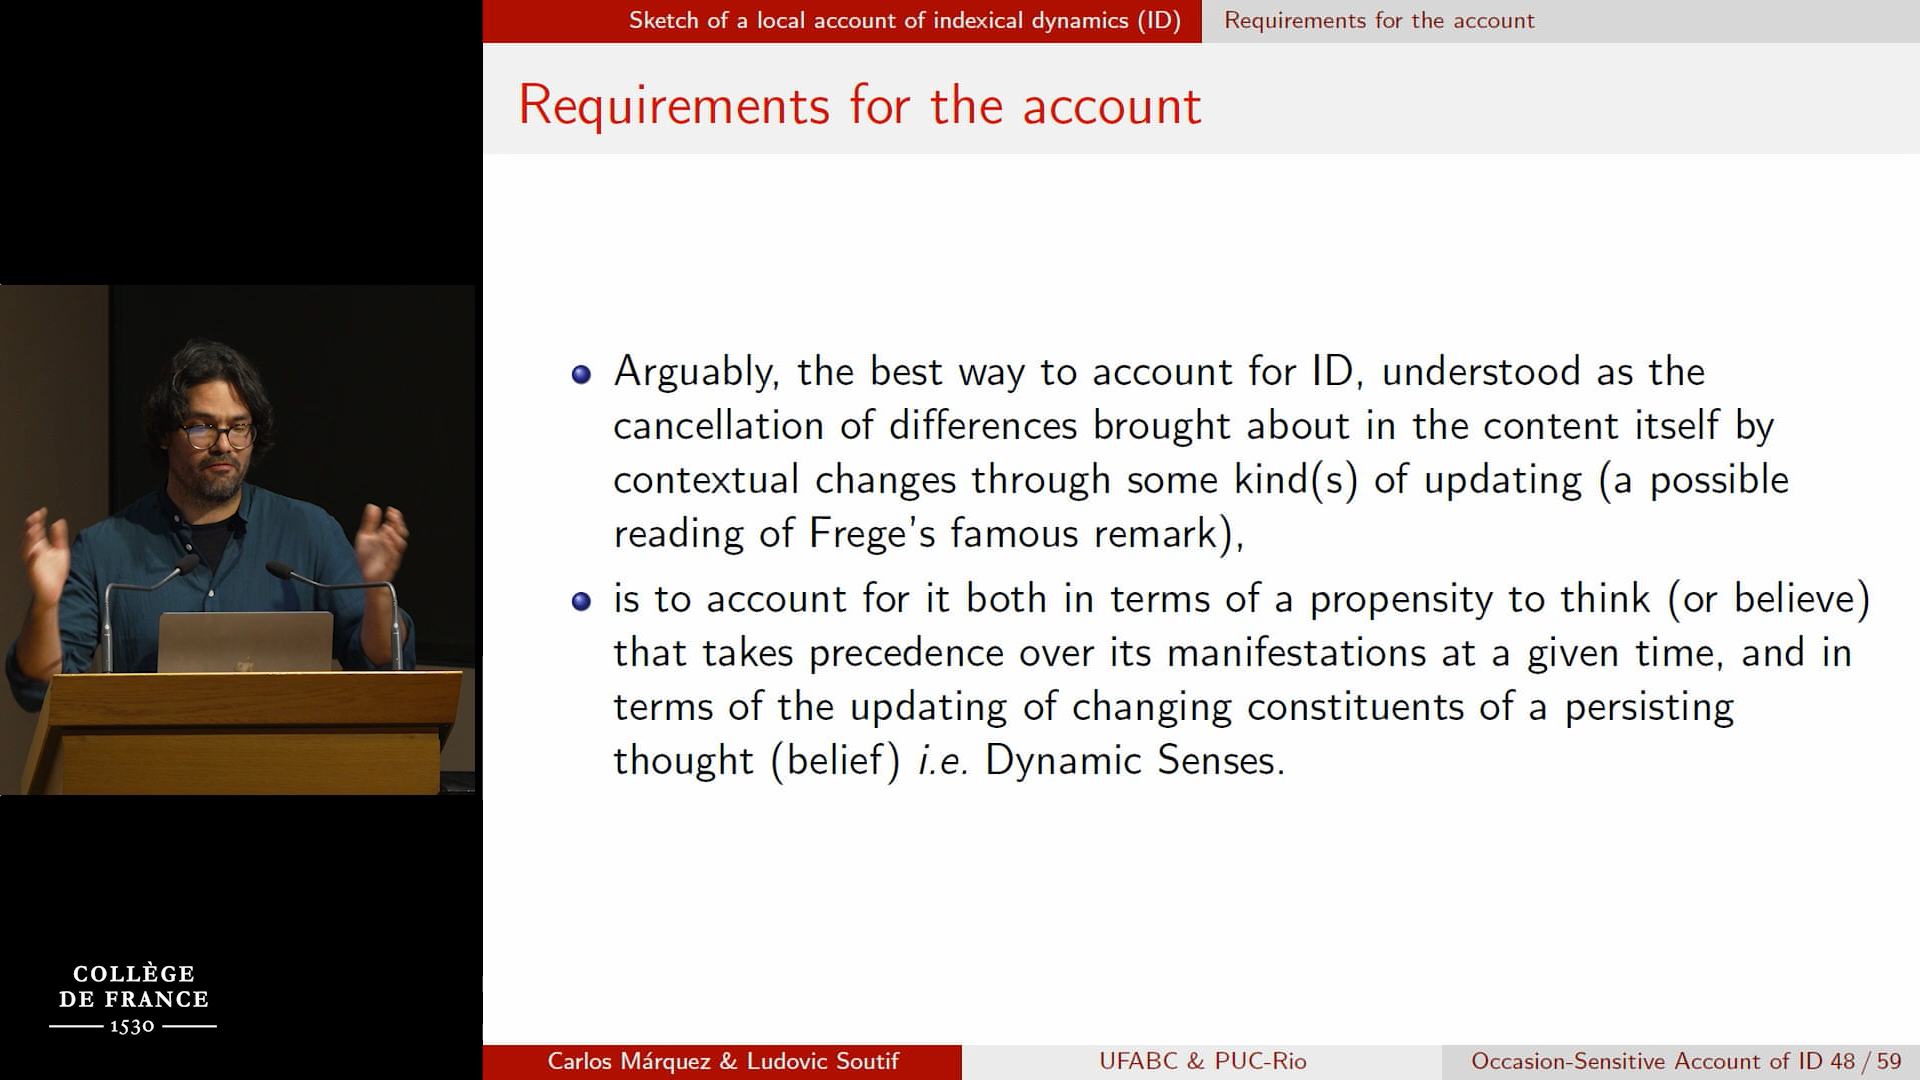 Sketch of a local account of indexical dynamics (ID)
Requirements for the account
Requirements for the account
Arguably, the best way to account for ID, understood as the
cancellation of differences brought about in the content itself by
contextual changes through some kind(s) of updating (a possible
reading of Frege's famous remark),
is to account for it both in terms of a propensity to think (or believe)
that takes precedence over its manifestations at a given time, and in
terms of the updating of changing constituents of a persisting
thought (belief) i.e. Dynamic Senses.
COLLÈGE
DE FRANCE
1530
Carlos Márquez & Ludovic Soutif
UFABC & PUC-Rio
Occasion-Sensitive Account of ID 48 / 59